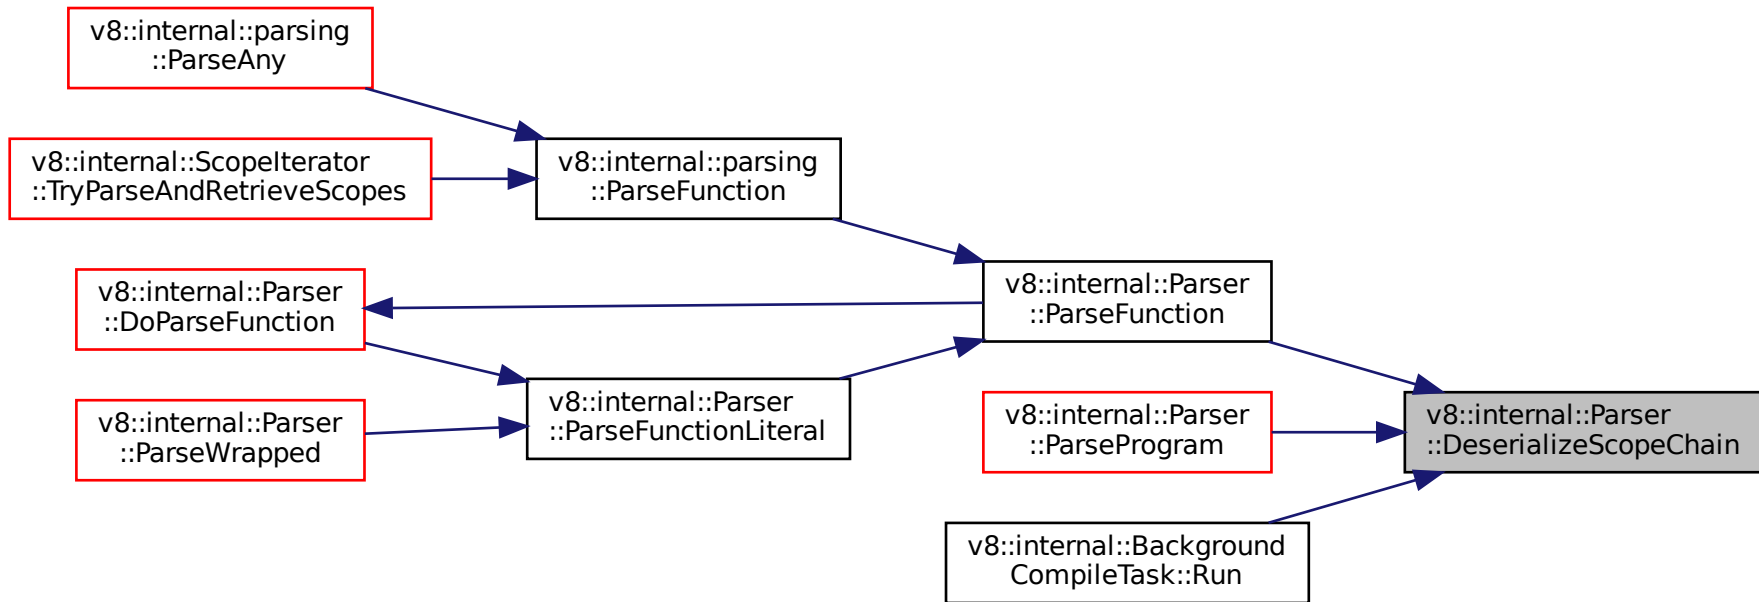 v8::internal::parsing
::ParseAny
v8::internal::ScopeIterator
::TryParseAndRetrieveScopes
v8::internal::parsing
::ParseFunction
v8::internal::Parser
::DoParseFunction
v8::internal::Parser
::ParseFunction
v8::internal::Parser
::ParseWrapped
v8::internal::Parser
::ParseFunctionLiteral
v8::internal::Parser
::ParseProgram
v8::internal::Parser
::DeserializeScopeChain
v8::internal::Background
CompileTask::Run